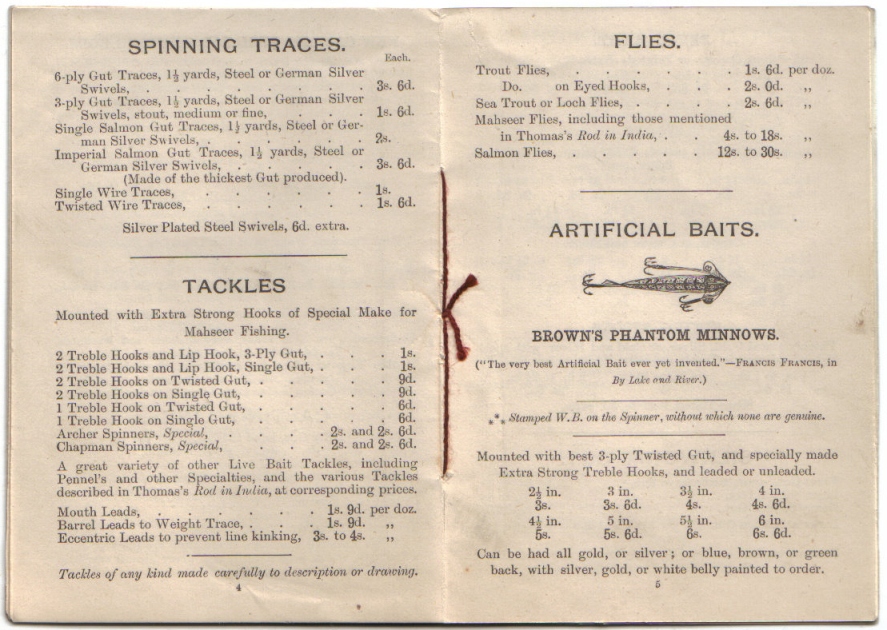 SPINNING TRACES.
Each.
6-ply Gut Traces, 1½ yards, Steel or German Silver
Swivels, . . . . . . 3s. 6d.
3-ply Gut Traces, 1½ yards, Steel or German Silver
Swivels, stout, medium or fine, . . . 1s. 6d.
Single Salmon Gut Traces, 1½ yards, Steel or Ger-
man Silver Swivels, . . . . . 2s.
Imperial Salmon Gut Traces, 1½ yards, Steel or
German Silver Swivels, . . . . 3s. 6d.
(Made of the thickest Gut produced).
Single Wire Traces, . . . . . 1s.
Twisted Wire Traces, . . . . . 1s. 6d.
Silver Plated Steel Swivels, 6d. extra.
TACKLES
Mounted with Extra Strong Hooks of Special Make for
Mahseer Fishing.
2 Treble Hooks and Lip Hook, 3-Ply Gut, . . . 1s.
2 Treble Hooks and Lip Hook, Single Gut, . . . 1s.
2 Treble Hooks on Twisted Gut, . . . . 9d.
2 Treble Hooks on Single Gut, . . . . 9d.
1 Treble Hook on Twisted Gut, . . . . 6d.
1 Treble Hook on Single Gut, . . . . 6d.
Archer Spinners, Special, . . . . 2s. and 2s. 6d.
Chapman Spinners, Special, . . . 2s. and 2s. 6d.
A great variety of other Live Bait Tackles, including
Pennel's and other Specialties, and the various Tackles
described in Thomas's Rod in India, at corresponding prices.
Mouth Leads, . . . . . . 1s. 9d. per doz.
Barrel Leads to Weight Trace, . . . 1s. 9d. ,,
Eccentric Leads to prevent line kinking, 3s. to 4s. ,,
Tackles of any kind made carefully to description or drawing.
4
FLIES.
Trout Flies, . . . . . 1s. 6d. per doz.
Do. on Eyed Hooks, . . . 2s. 0d. ,,
Sea Trout or Loch Flies, . . . . 2s. 6d. ,,
Mahseer Flies, including those mentioned
in Thomas's Rod in India, . . 4s. to 18s. ,,
Salmon Flies, . . . . . 12s. to 30s. ,,
ARTIFICIAL BAITS.
BROWN'S PHANTOM MINNOWS.
("The very best Artificial Bait ever yet invented."—FRANCIS FRANCIS, in
By Lake and River.)
*** Stamped W.B. on the Spinner, without which none are genuine.
Mounted with best 3-ply Twisted Gut, and specially made
Extra Strong Treble Hooks, and leaded or unleaded.
2½ in. 3 in. 3½ in. 4 in.
3s. 3s. 6d. 4s. 4s. 6d.
4½ in. 5 in. 5½ in. 6 in.
5s. 5s. 6d. 6s. 6s. 6d.
Can be had all gold, or silver; or blue, brown, or green
back, with silver, gold, or white belly painted to order.
5